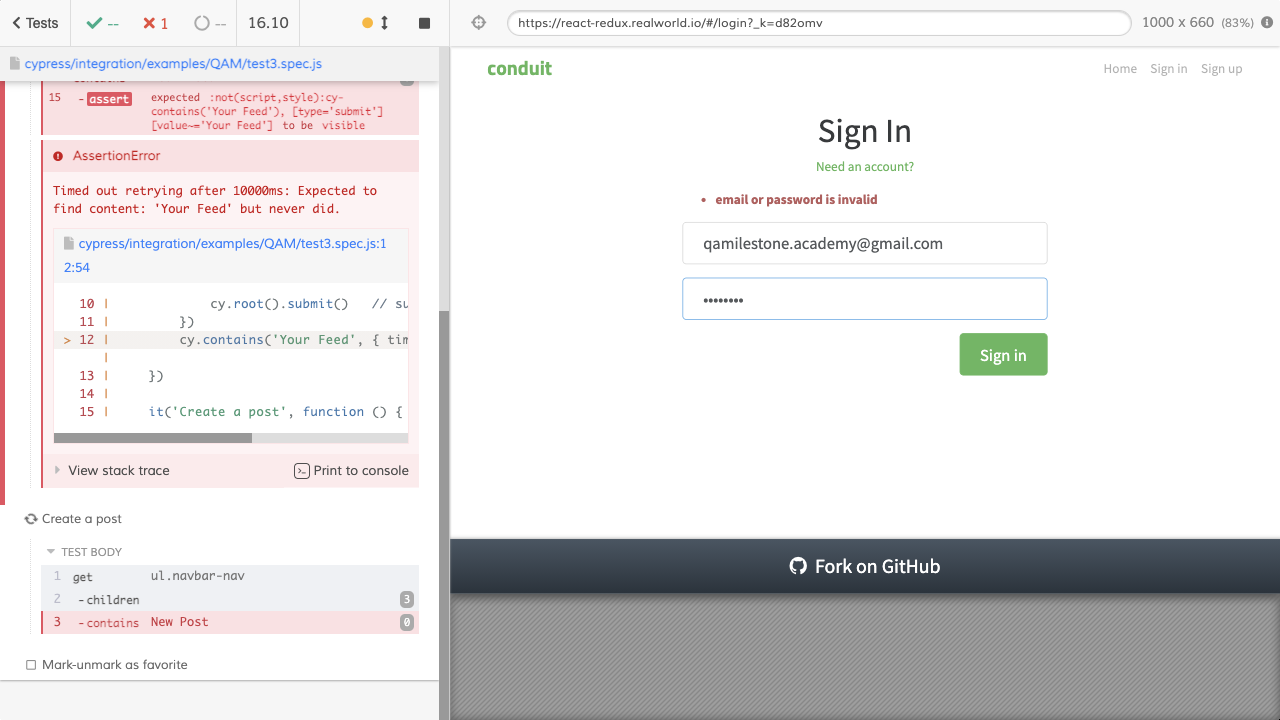 Tests
--
1
--
16.10
cypress/integration/examples/QAM/test3.spec.js
15 -assert expected :not(script,style):cy-
contains('Your Feed'), [type='submit']
[value~='Your Feed'] to be visible
AssertionError
Timed out retrying after 10000ms: Expected to
find content: 'Your Feed' but never did.
cypress/integration/examples/QAM/test3.spec.js:1
2:54
10 | cy.root().submit() // su
11 | })
> 12 | cy.contains('Your Feed', { tim
|
13 | })
14 |
15 | it('Create a post', function () {
View stack trace
Print to console
Create a post
TEST BODY
1 get ul.navbar-nav
2 -children 3
3 -contains New Post 0
Mark-unmark as favorite
https://react-redux.realworld.io/#/login?_k=d82omv
1000 x 660 (83%)
conduit
Home Sign in Sign up
Sign In
Need an account?
• email or password is invalid
qamilestone.academy@gmail.com
••••••••
Sign in
Fork on GitHub